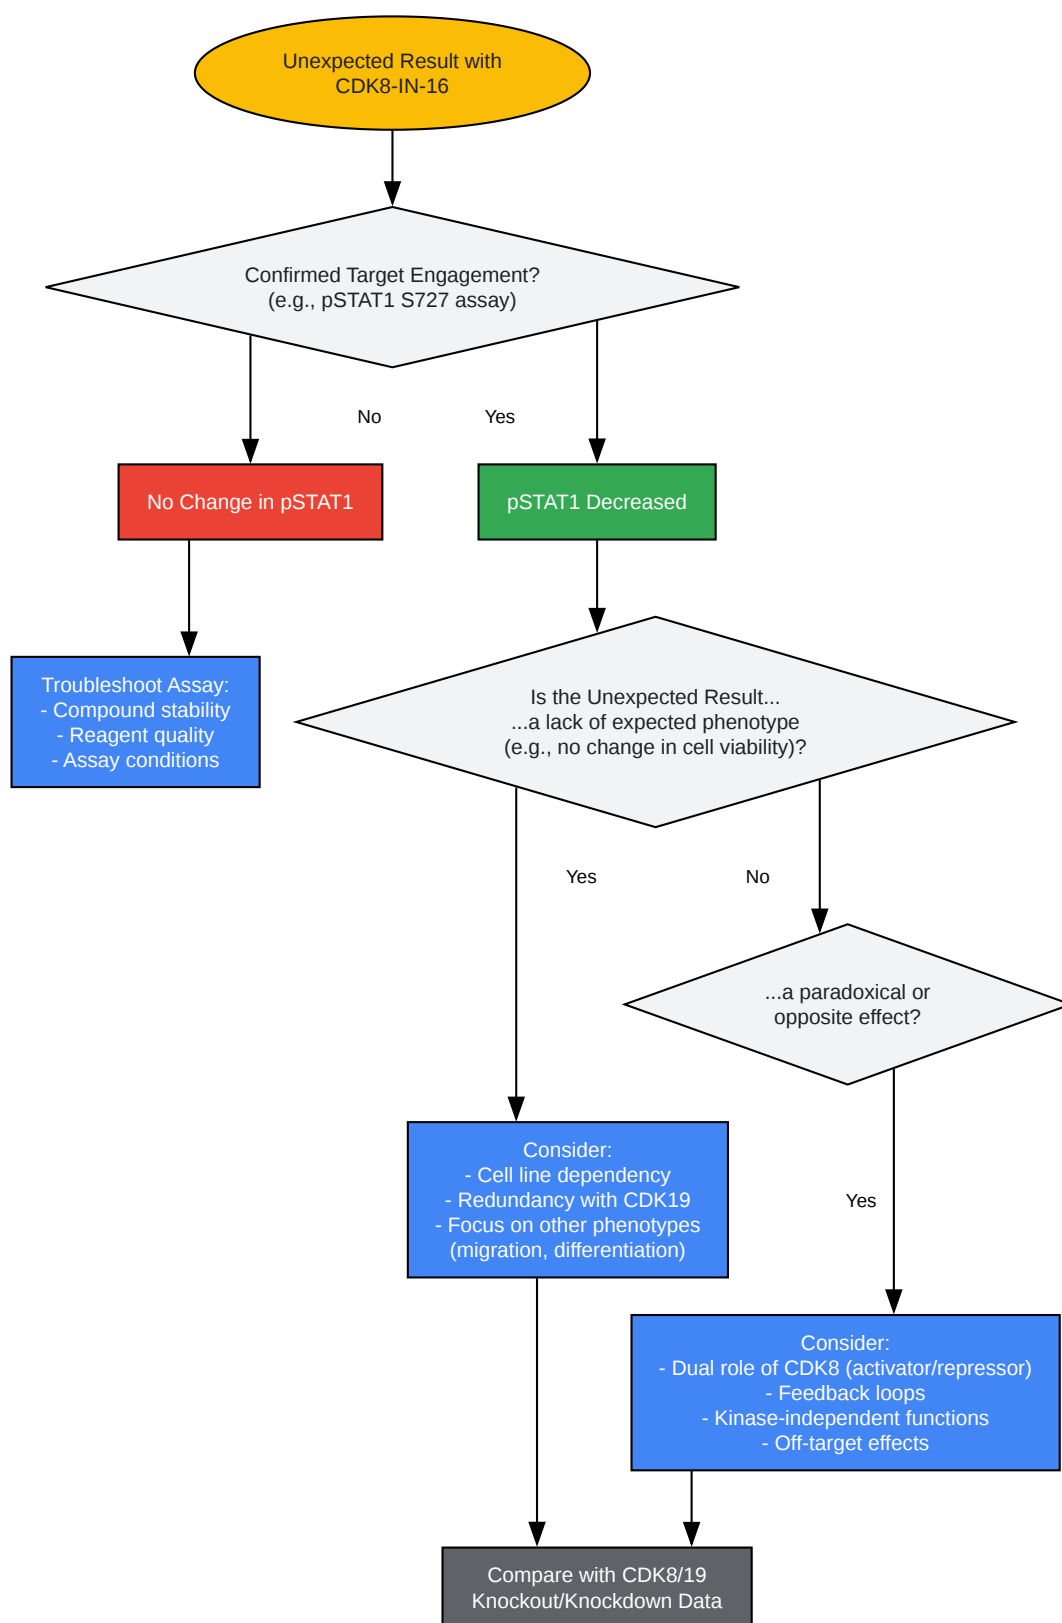 Unexpected Result with
CDK8-IN-16
Confirmed Target Engagement?
(e.g., pSTAT1 S727 assay)
No
Yes
No Change in pSTAT1
pSTAT1 Decreased
Troubleshoot Assay:
- Compound stability
- Reagent quality
- Assay conditions
Is the Unexpected Result...
...a lack of expected phenotype
(e.g., no change in cell viability)?
Yes
No
...a paradoxical or
opposite effect?
Consider:
- Cell line dependency
- Redundancy with CDK19
- Focus on other phenotypes
(migration, differentiation)
Yes
Consider:
- Dual role of CDK8 (activator/repressor)
- Feedback loops
- Kinase-independent functions
- Off-target effects
Compare with CDK8/19
Knockout/Knockdown Data